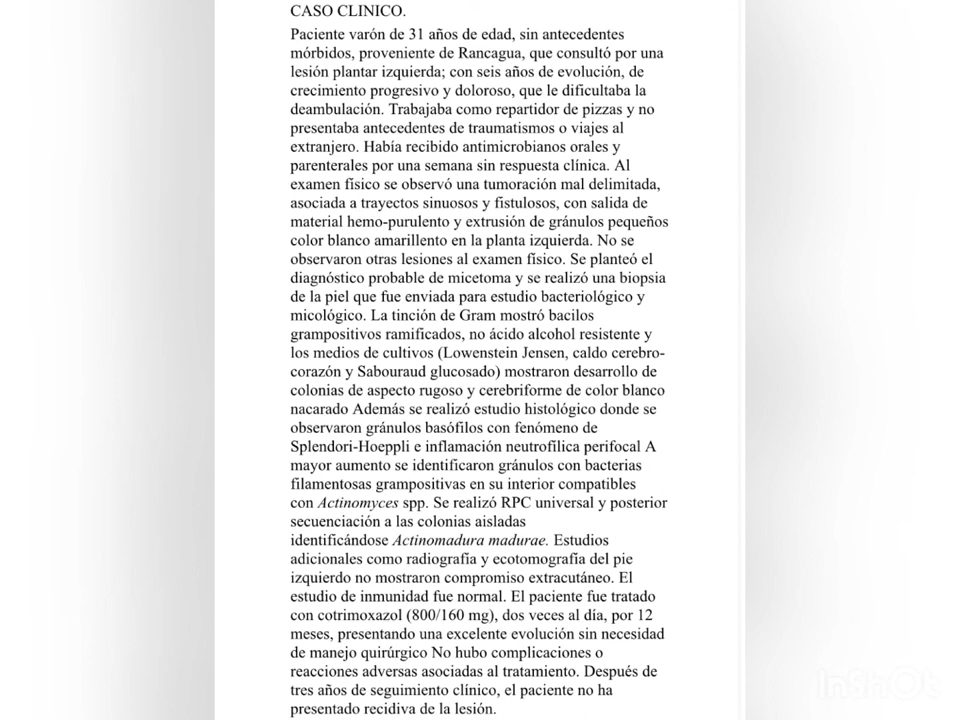 CASO CLINICO.
Paciente varón de 31 años de edad, sin antecedentes
mórbidos, proveniente de Rancagua, que consultó por una
lesión plantar izquierda; con seis años de evolución, de
crecimiento progresivo y doloroso, que le dificultaba la
deambulación. Trabajaba como repartidor de pizzas y no
presentaba antecedentes de traumatismos o viajes al
extranjero. Había recibido antimicrobianos orales y
parenterales por una semana sin respuesta clínica. Al
examen físico se observó una tumoración mal delimitada,
asociada a trayectos sinuosos y fistulosos, con salida de
material hemo-purulento y extrusión de gránulos pequeños
color blanco amarillento en la planta izquierda. No se
observaron otras lesiones al examen físico. Se planteó el
diagnóstico probable de micetoma y se realizó una biopsia
de la piel que fue enviada para estudio bacteriológico y
micológico. La tinción de Gram mostró bacilos
grampositivos ramificados, no ácido alcohol resistente y
los medios de cultivos (Lowenstein Jensen, caldo cerebro-
corazón y Sabouraud glucosado) mostraron desarrollo de
colonias de aspecto rugoso y cerebriforme de color blanco
nacarado Además se realizó estudio histológico donde se
observaron gránulos basófilos con fenómeno de
Splendori-Hoeppli e inflamación neutrofílica perifocal A
mayor aumento se identificaron gránulos con bacterias
filamentosas grampositivas en su interior compatibles
con Actinomyces spp. Se realizó RPC universal y posterior
secuenciación a las colonias aisladas
identificándose Actinomadura madurae. Estudios
adicionales como radiografía y ecotomografía del pie
izquierdo no mostraron compromiso extracutáneo. El
estudio de inmunidad fue normal. El paciente fue tratado
con cotrimoxazol (800/160 mg), dos veces al día, por 12
meses, presentando una excelente evolución sin necesidad
de manejo quirúrgico No hubo complicaciones o
reacciones adversas asociadas al tratamiento. Después de
tres años de seguimiento clínico, el paciente no ha
presentado recidiva de la lesión.
InShOt